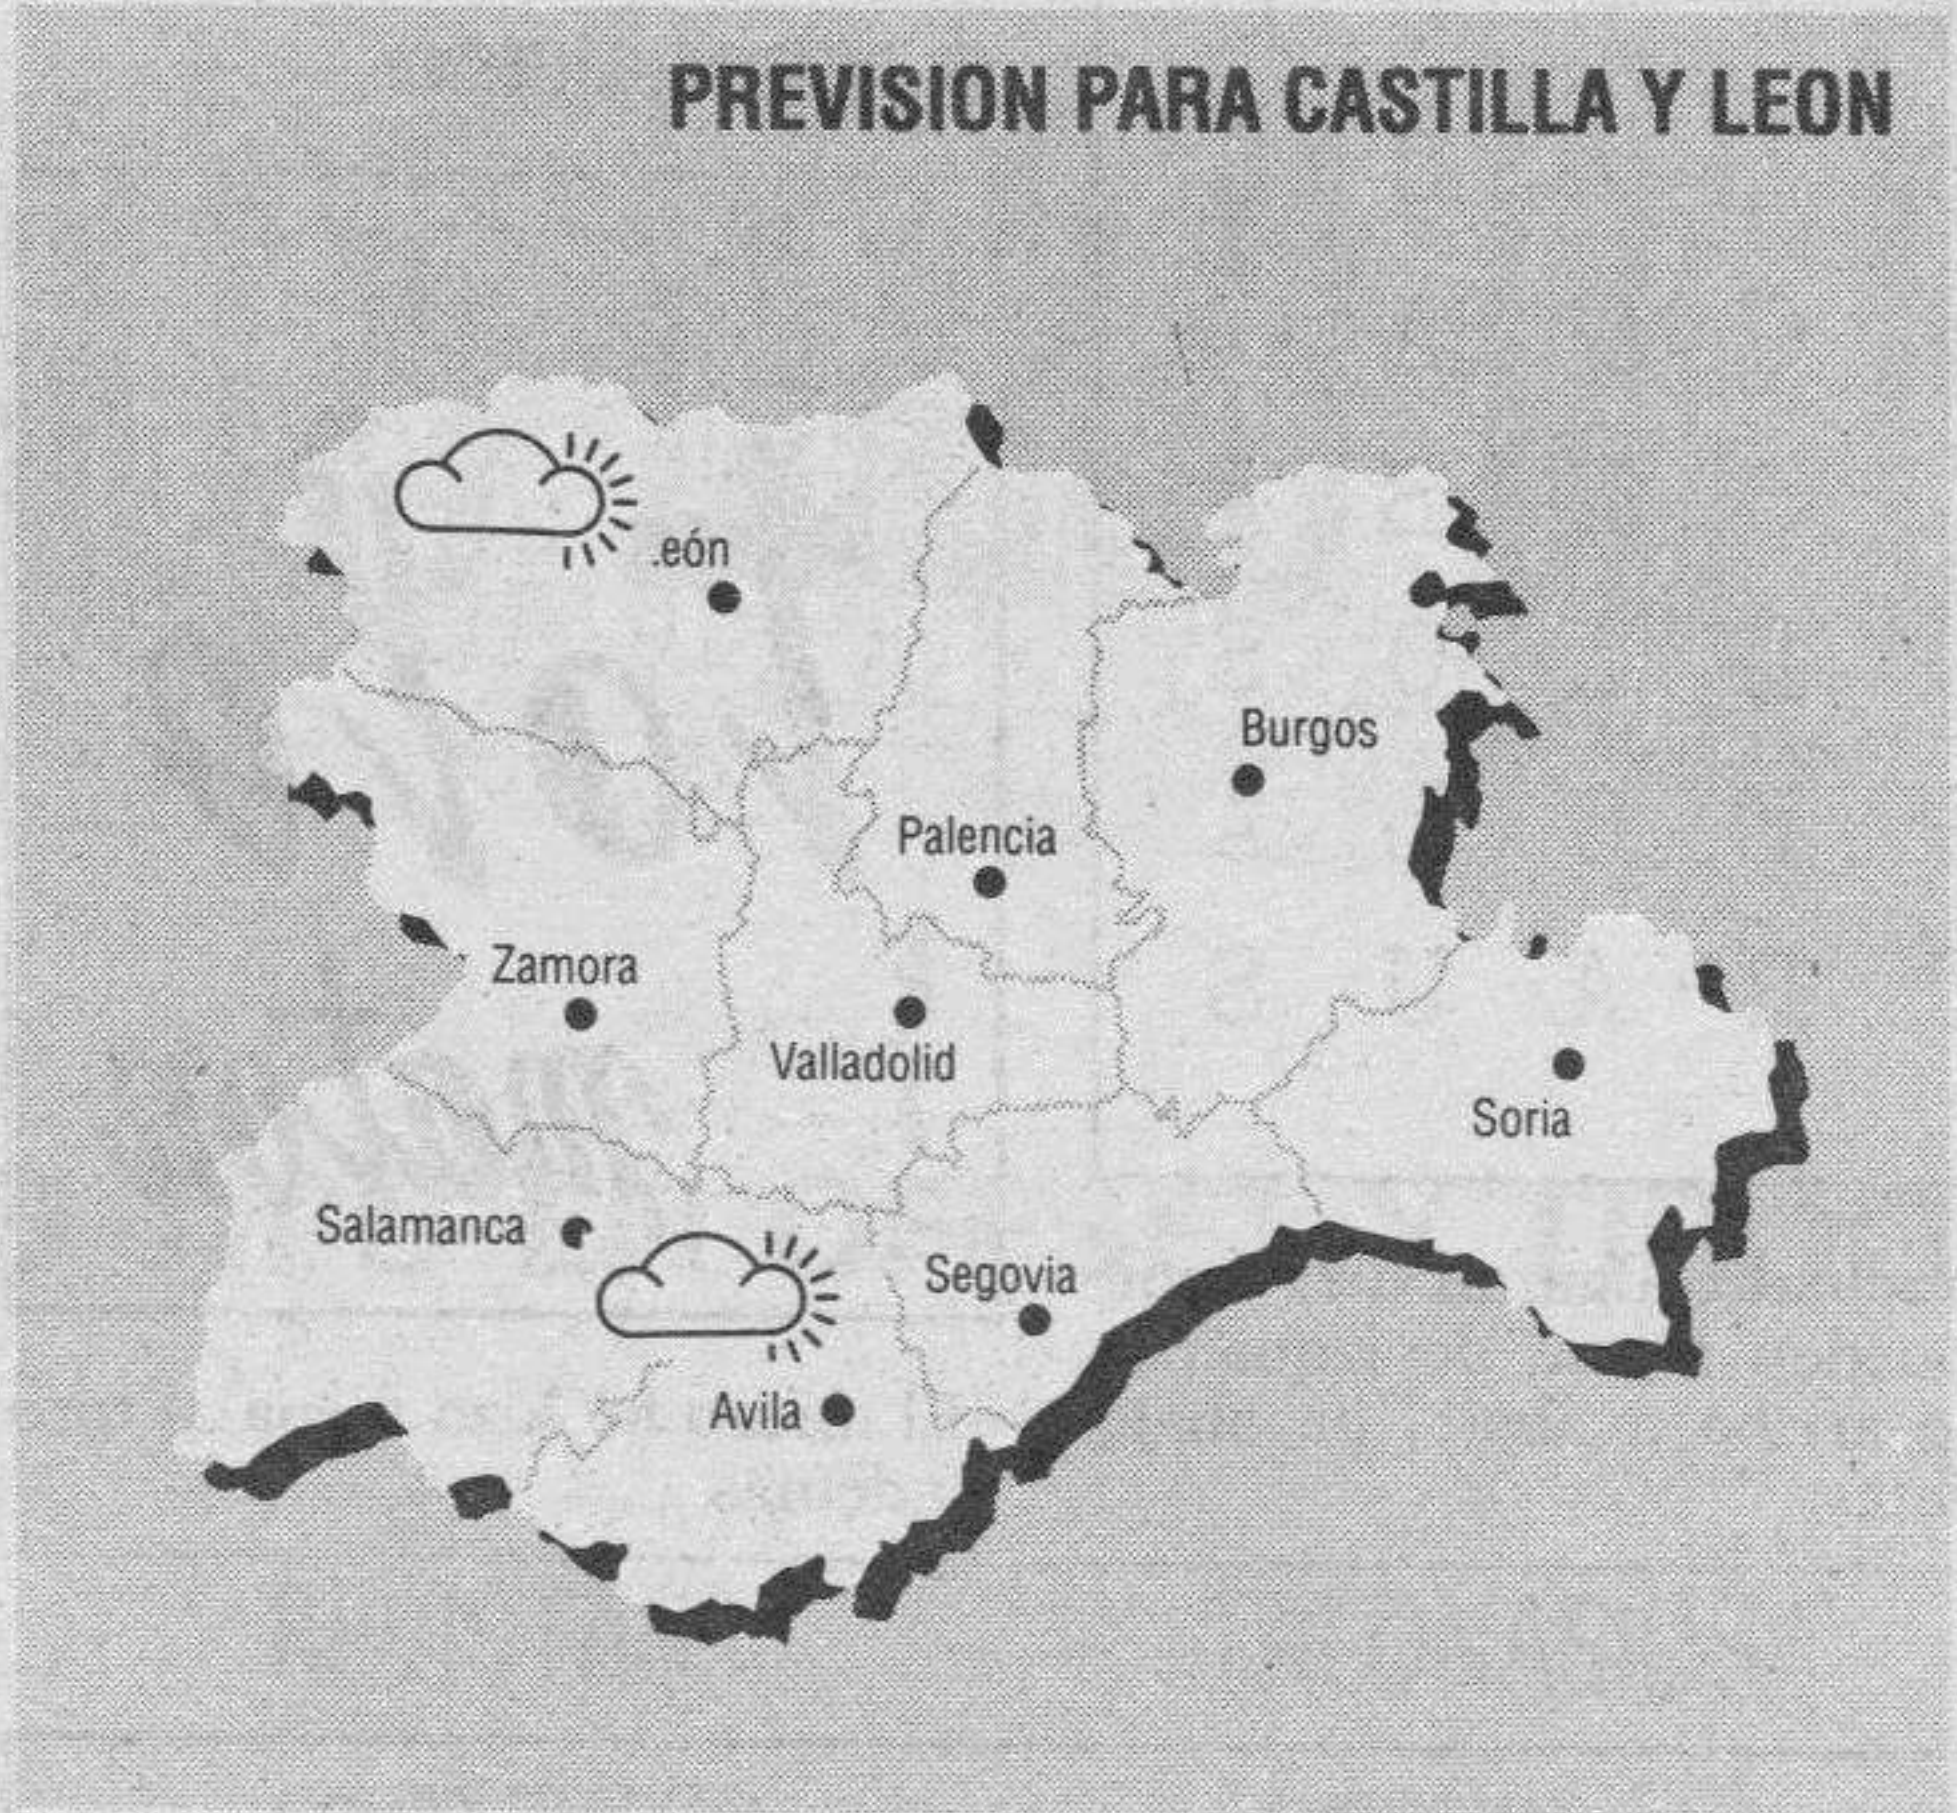 PREVISION PARA CASTILLA Y LEON
.eón
Burgos
Palencia
Zamora
Valladolid
Soria
Salamanca
Segovia
Avila